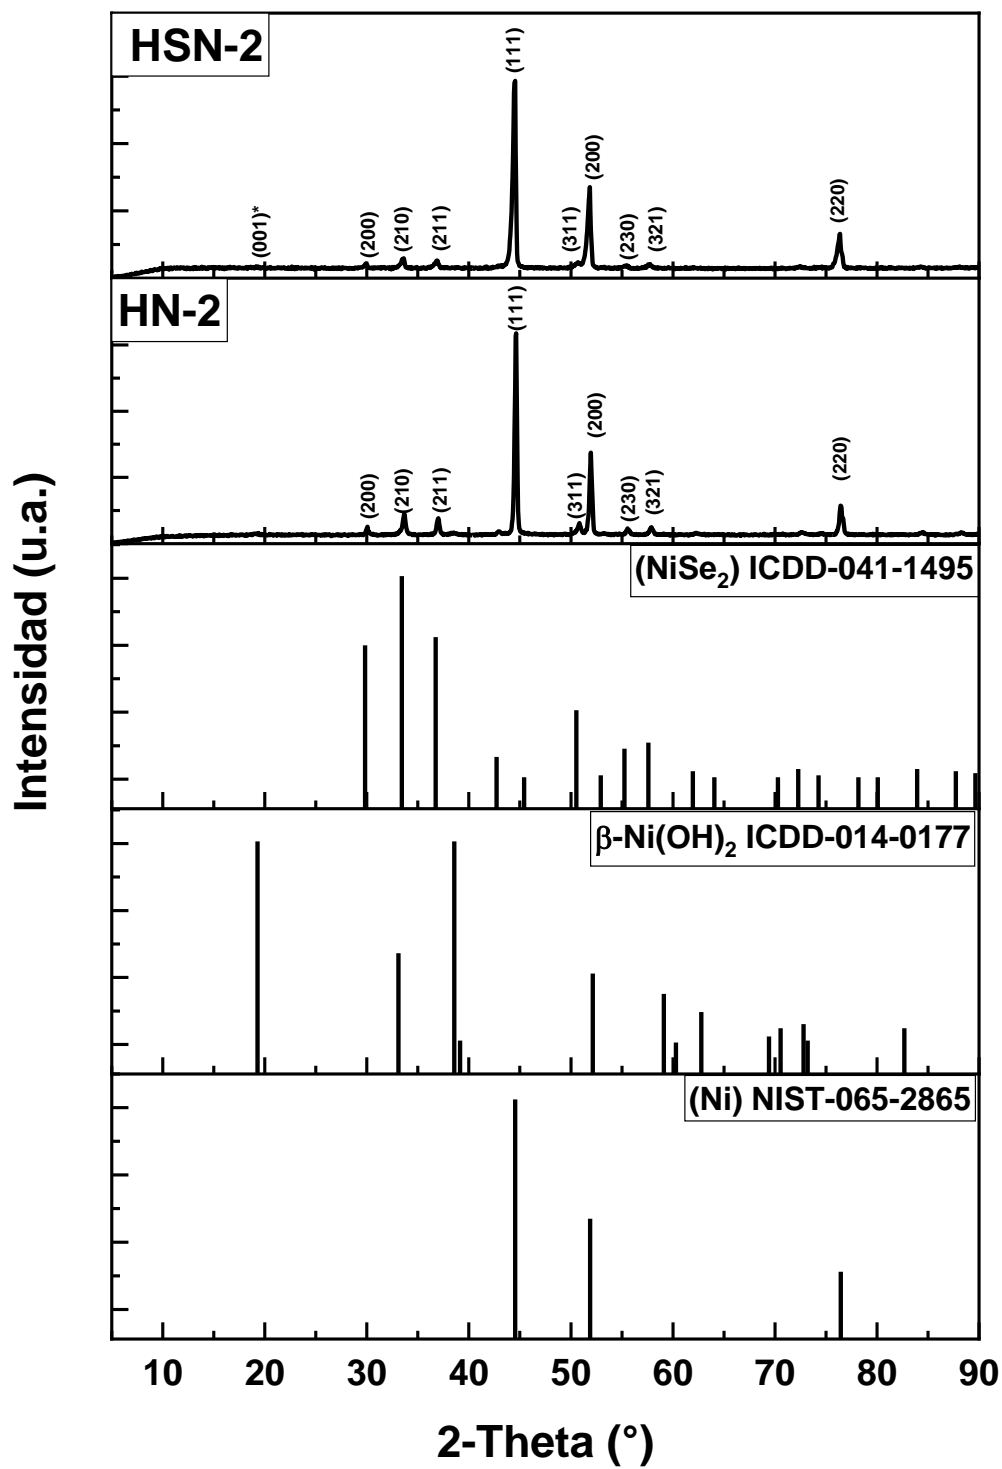 HSN-2
(001)*
(200)
(210)
(211)
(111)
(311)
(200)
(230)
(321)
(220)
HN-2
(200)
(210)
(211)
(111)
(311)
(200)
(230)
(321)
(220)
(NiSe₂) ICDD-041-1495
β-Ni(OH)₂ ICDD-014-0177
(Ni) NIST-065-2865
Intensidad (u.a.)
10 20 30 40 50 60 70 80 90
2-Theta (°)